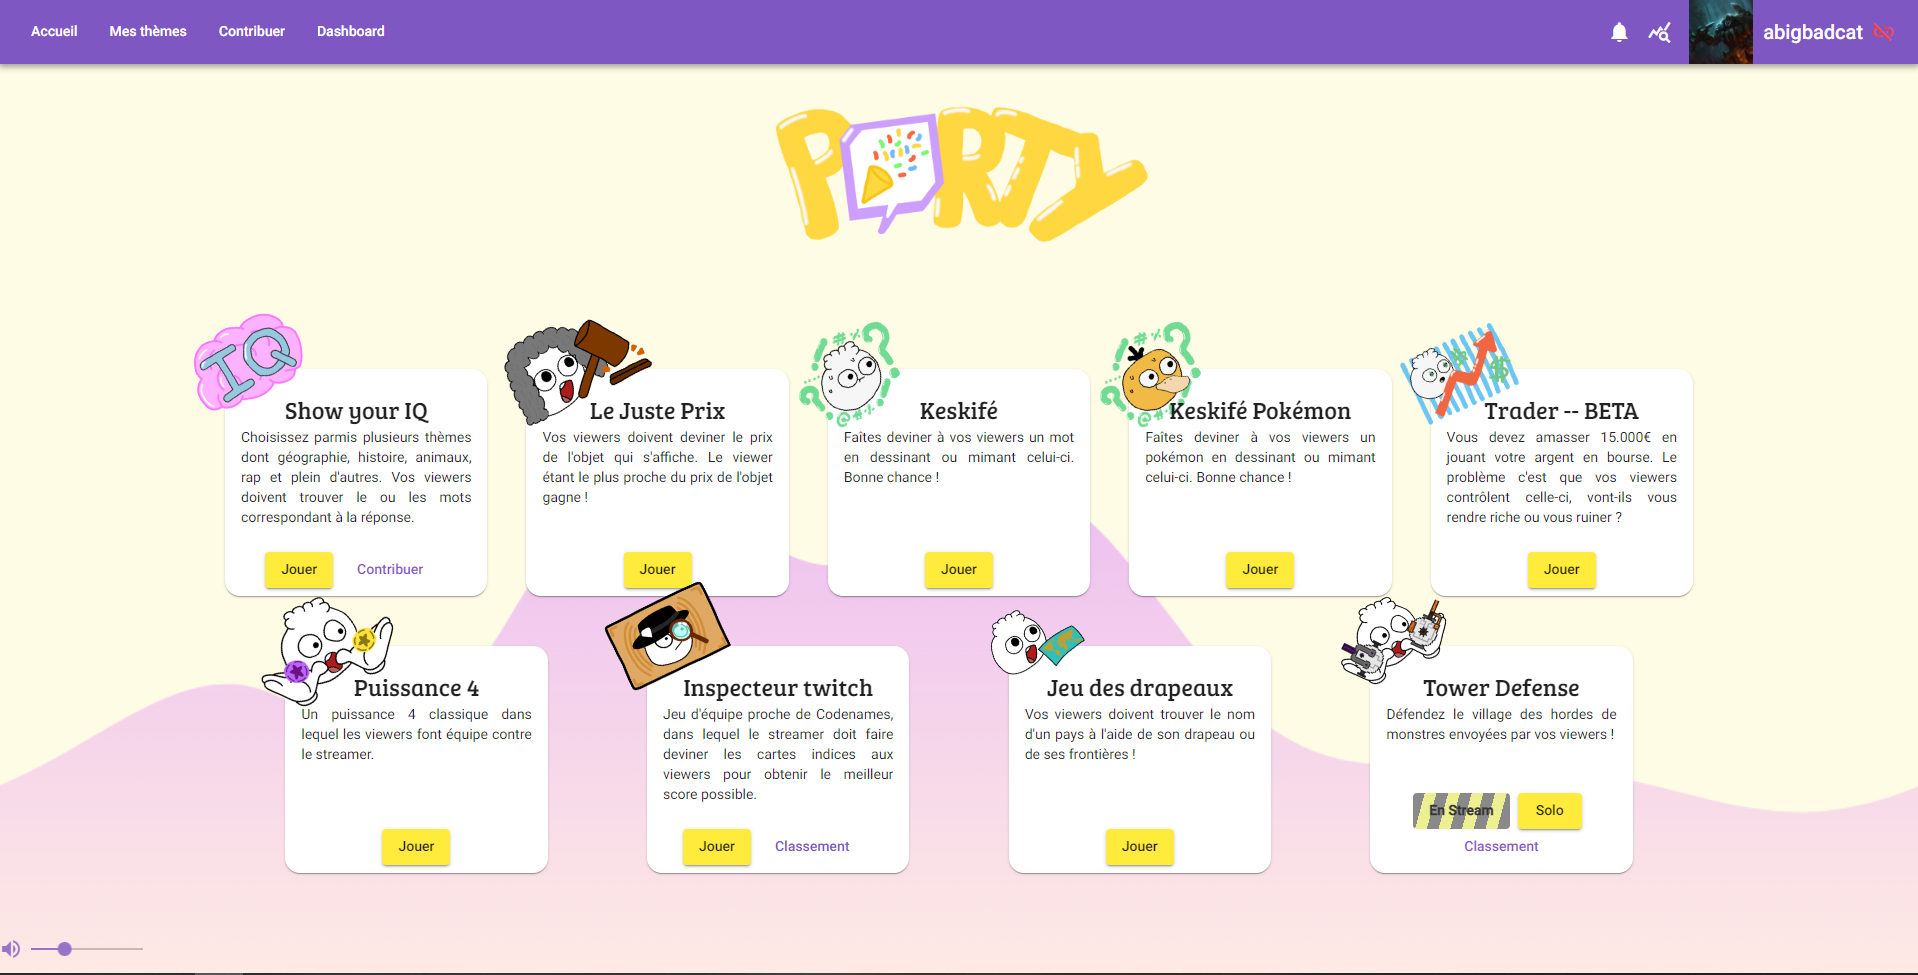 Accueil Mes thèmes Contribuer Dashboard abigbadcat
PARTY
IQ
Show your IQ
Choisissez parmis plusieurs thèmes
dont géographie, histoire, animaux,
rap et plein d'autres. Vos viewers
doivent trouver le ou les mots
correspondant à la réponse.
Jouer Contribuer
Le Juste Prix
Vos viewers doivent deviner le prix
de l'objet qui s'affiche. Le viewer
étant le plus proche du prix de l'objet
gagne !
Jouer
Keskifé
Faîtes deviner à vos viewers un mot
en dessinant ou mimant celui-ci.
Bonne chance !
Jouer
Keskifé Pokémon
Faîtes deviner à vos viewers un
pokémon en dessinant ou mimant
celui-ci. Bonne chance !
Jouer
Trader -- BETA
Vous devez amasser 15.000€ en
jouant votre argent en bourse. Le
problème c'est que vos viewers
contrôlent celle-ci, vont-ils vous
rendre riche ou vous ruiner ?
Jouer
Puissance 4
Un puissance 4 classique dans
lequel les viewers font équipe contre
le streamer.
Jouer
Inspecteur twitch
Jeu d'équipe proche de Codenames,
dans lequel le streamer doit faire
deviner les cartes indices aux
viewers pour obtenir le meilleur
score possible.
Jouer Classement
Jeu des drapeaux
Vos viewers doivent trouver le nom
d'un pays à l'aide de son drapeau ou
de ses frontières !
Jouer
Tower Defense
Défendez le village des hordes de
monstres envoyées par vos viewers !
En Stream Solo
Classement